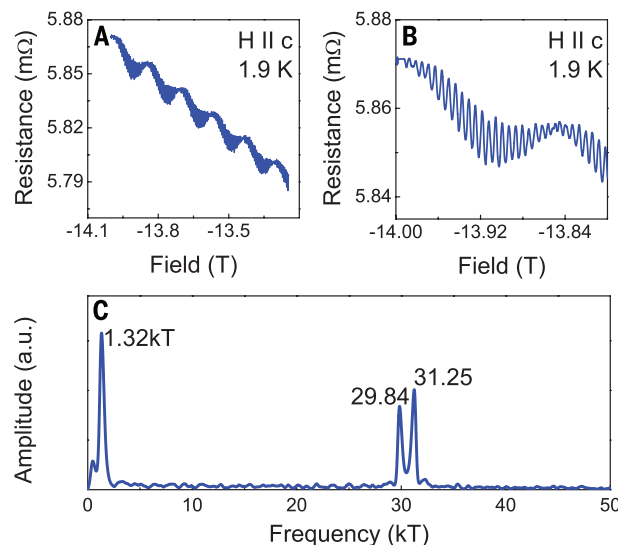 A
H II c
1.9 K
5.88
5.85
5.82
5.79
Resistance (mΩ)
-14.1
-13.8
-13.5
Field (T)
B
H II c
1.9 K
5.88
5.86
5.84
Resistance (mΩ)
-14.00
-13.92
-13.84
Field (T)
C
1.32kT
29.84
31.25
Amplitude (a.u.)
0
10
20
30
40
50
Frequency (kT)